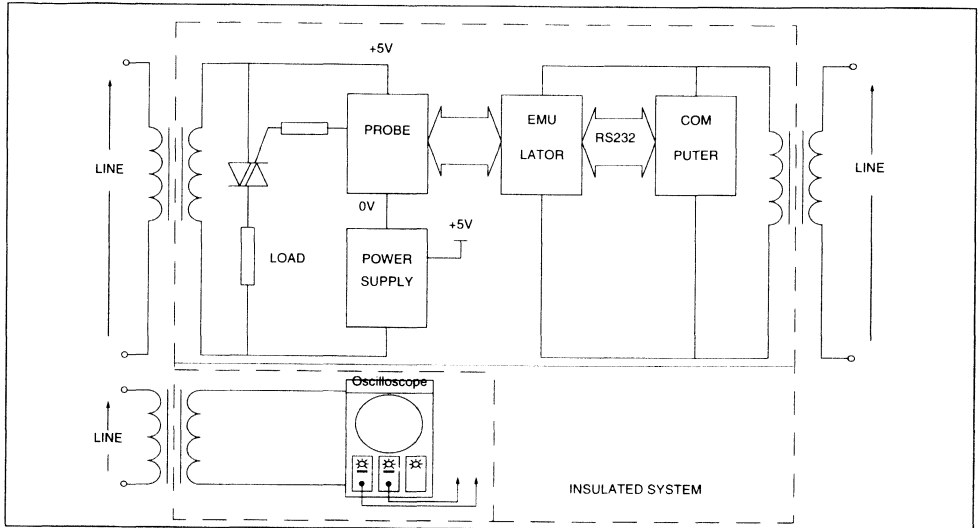 +5V
LINE
PROBE
EMU
LATOR
RS232
COM
PUTER
LINE
0V
+5V
LOAD
POWER
SUPPLY
Oscilloscope
LINE
INSULATED SYSTEM